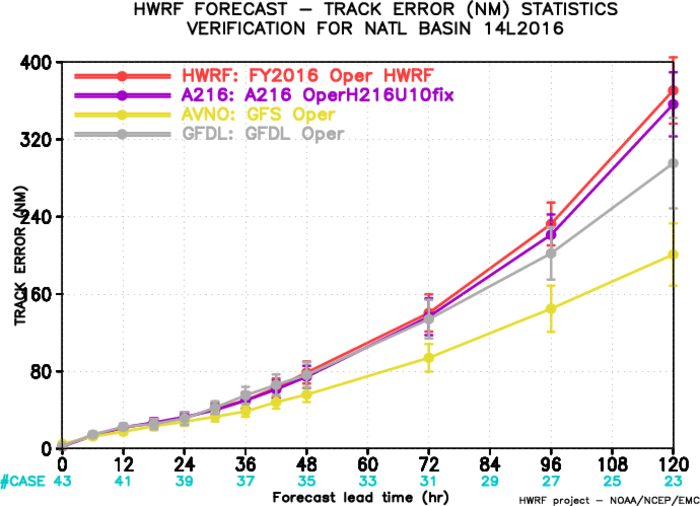 HWRF FORECAST – TRACK ERROR (NM) STATISTICS
VERIFICATION FOR NATL BASIN 14L2016
HWRF: FY2016 Oper HWRF
A216: A216 OperH216U10fix
AVNO: GFS Oper
GFDL: GFDL Oper
TRACK ERROR (NM)
400
320
240
160
80
0
0 12 24 36 48 60 72 84 96 108 120
#CASE 43 41 39 37 35 33 31 29 27 25 23
Forecast lead time (hr)
HWRF project – NOAA/NCEP/EMC